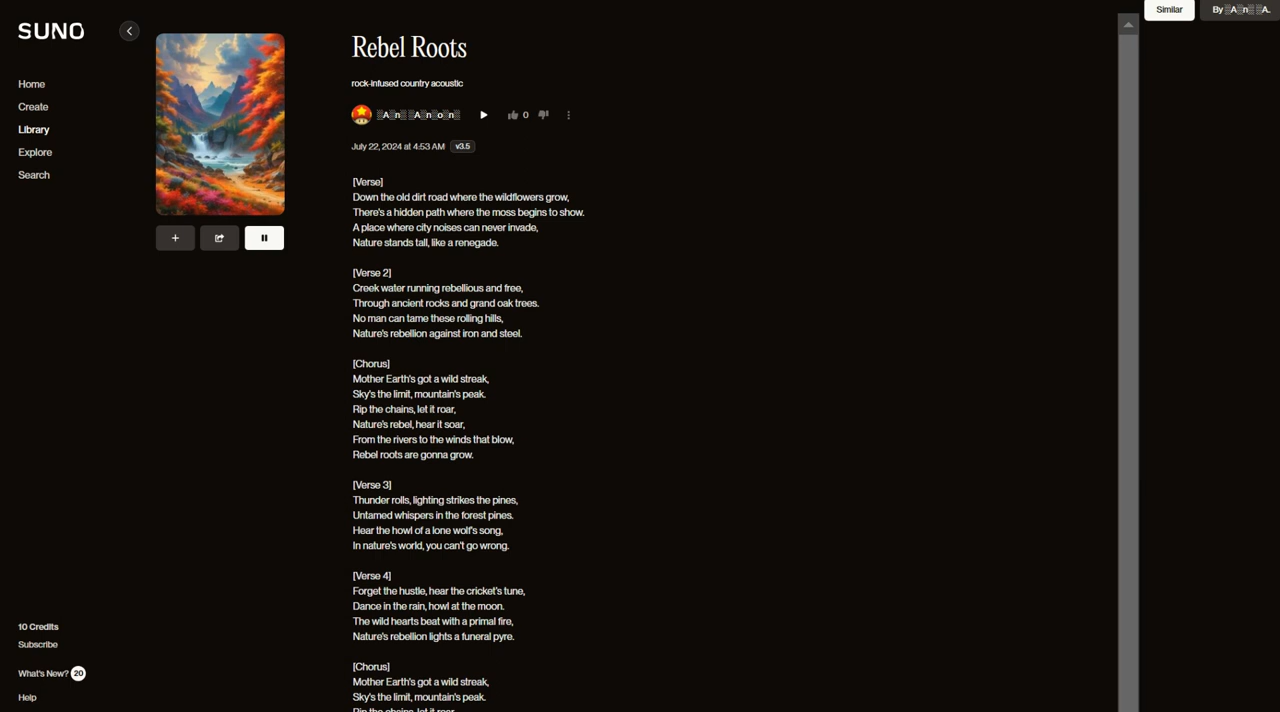 SUNO
Home
Create
Library
Explore
Search
10 Credits
Subscribe
What's New? 20
Help
Rebel Roots
rock-infused country acoustic
░A░n░░A░n░o░n░
0
July 22, 2024 at 4:53 AM v3.5
[Verse]
Down the old dirt road where the wildflowers grow,
There's a hidden path where the moss begins to show.
A place where city noises can never invade,
Nature stands tall, like a renegade.
[Verse 2]
Creek water running rebellious and free,
Through ancient rocks and grand oak trees.
No man can tame these rolling hills,
Nature's rebellion against iron and steel.
[Chorus]
Mother Earth's got a wild streak,
Sky's the limit, mountain's peak.
Rip the chains, let it roar,
Nature's rebel, hear it soar,
From the rivers to the winds that blow,
Rebel roots are gonna grow.
[Verse 3]
Thunder rolls, lighting strikes the pines,
Untamed whispers in the forest pines.
Hear the howl of a lone wolf's song,
In nature's world, you can't go wrong.
[Verse 4]
Forget the hustle, hear the cricket's tune,
Dance in the rain, howl at the moon.
The wild hearts beat with a primal fire,
Nature's rebellion lights a funeral pyre.
[Chorus]
Mother Earth's got a wild streak,
Sky's the limit, mountain's peak.
Rip the chains, let it roar
Similar
By ░A░n░░A.